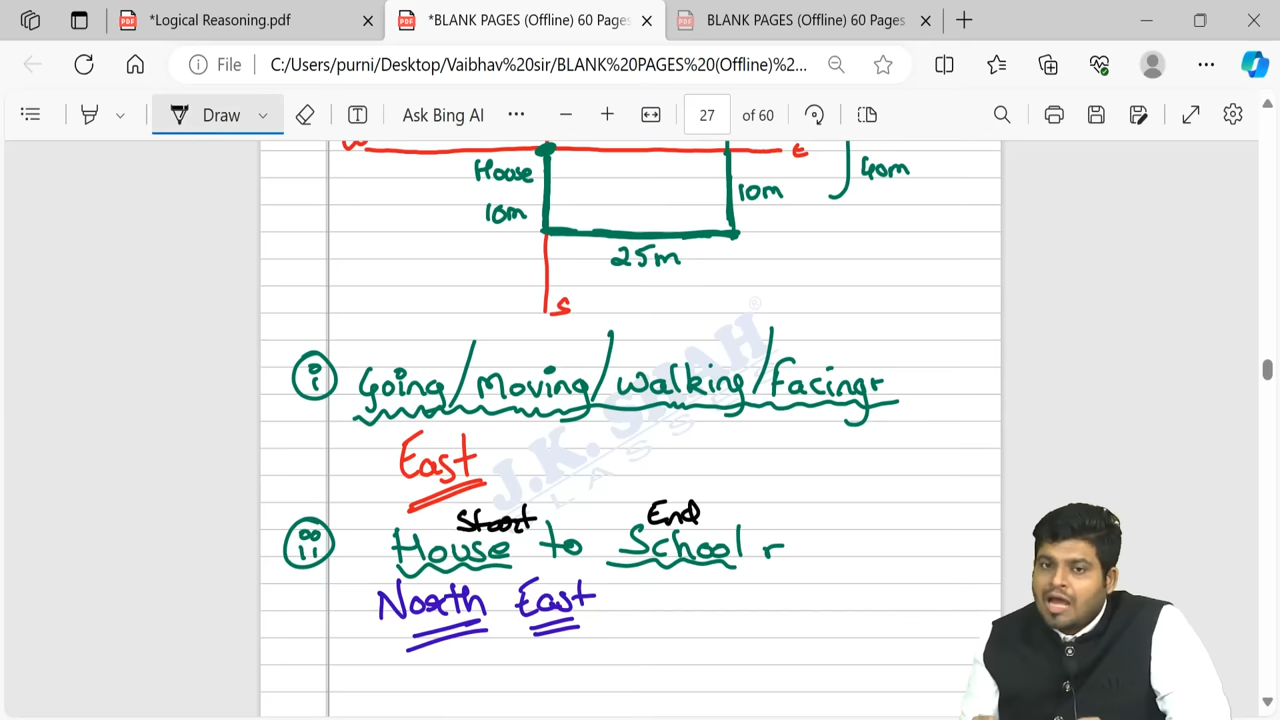 *Logical Reasoning.pdf
*BLANK PAGES (Offline) 60 Pages
BLANK PAGES (Offline) 60 Pages
File
C:/Users/purni/Desktop/Vaibhav%20sir/BLANK%20PAGES%20(Offline)%2...
Draw
Ask Bing AI
27
of 60
E
House
10m
10m
40m
25m
S
J.K. SHAH ®
CLASSES
i Going/Moving/Walking/Facing
East
Start End
ii House to School
North East